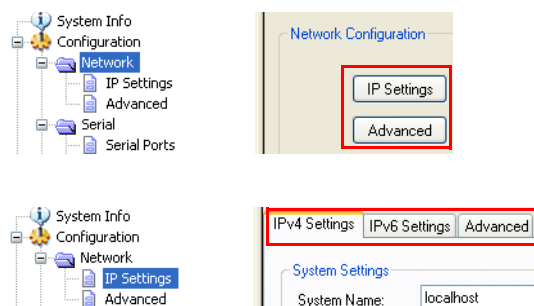 System Info
Configuration
Network
IP Settings
Advanced
Serial
Serial Ports
Network Configuration
IP Settings
Advanced
System Info
Configuration
Network
IP Settings
Advanced
IPv4 Settings IPv6 Settings Advanced
System Settings
System Name: localhost